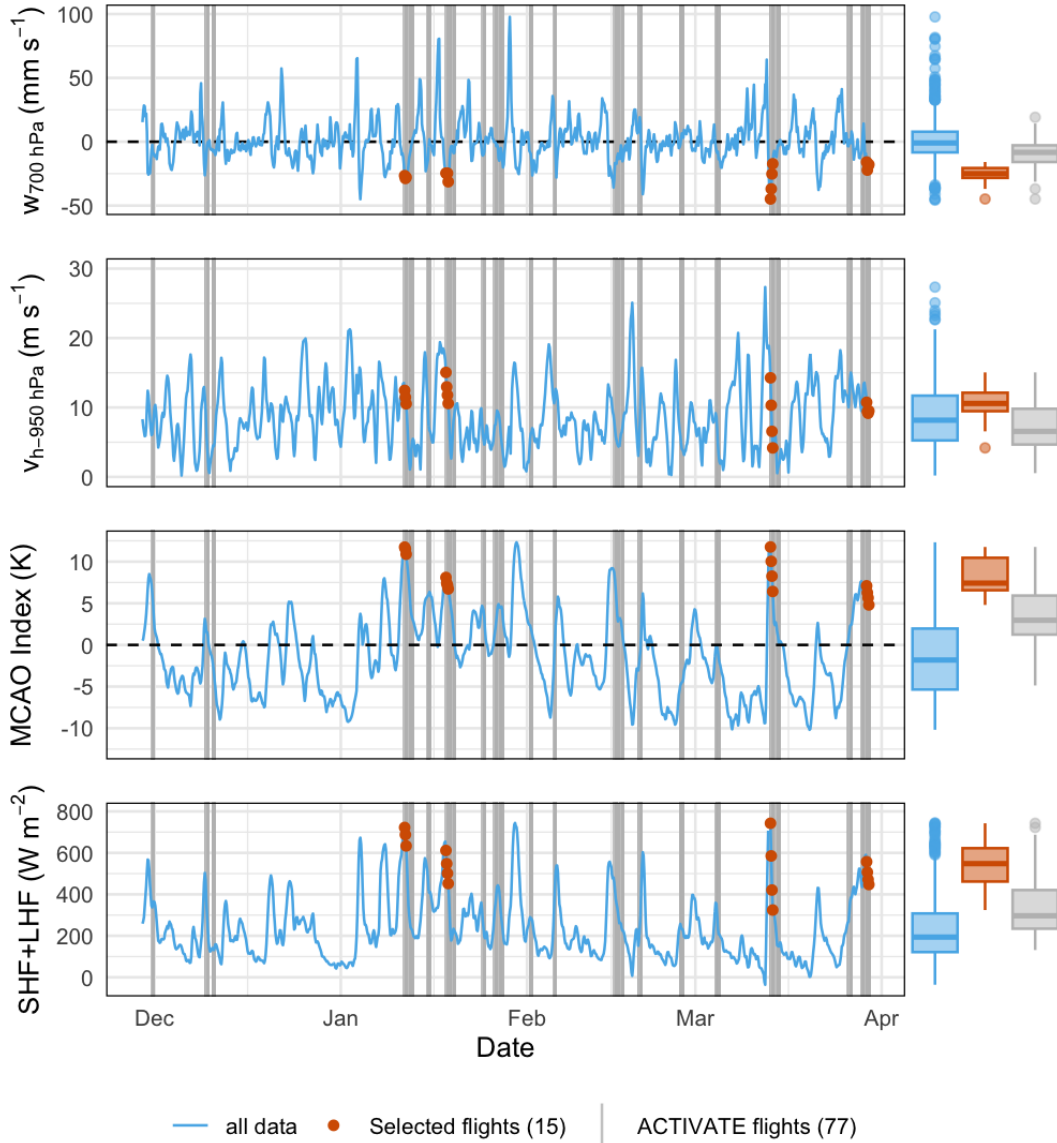 w700 hPa (mm s−1)
100
50
0
-50
vh−950 hPa (m s−1)
30
20
10
0
MCAO Index (K)
10
5
0
-5
-10
SHF+LHF (W m−2)
800
600
400
200
0
Dec Jan Feb Mar Apr
Date
all data Selected flights (15) ACTIVATE flights (77)